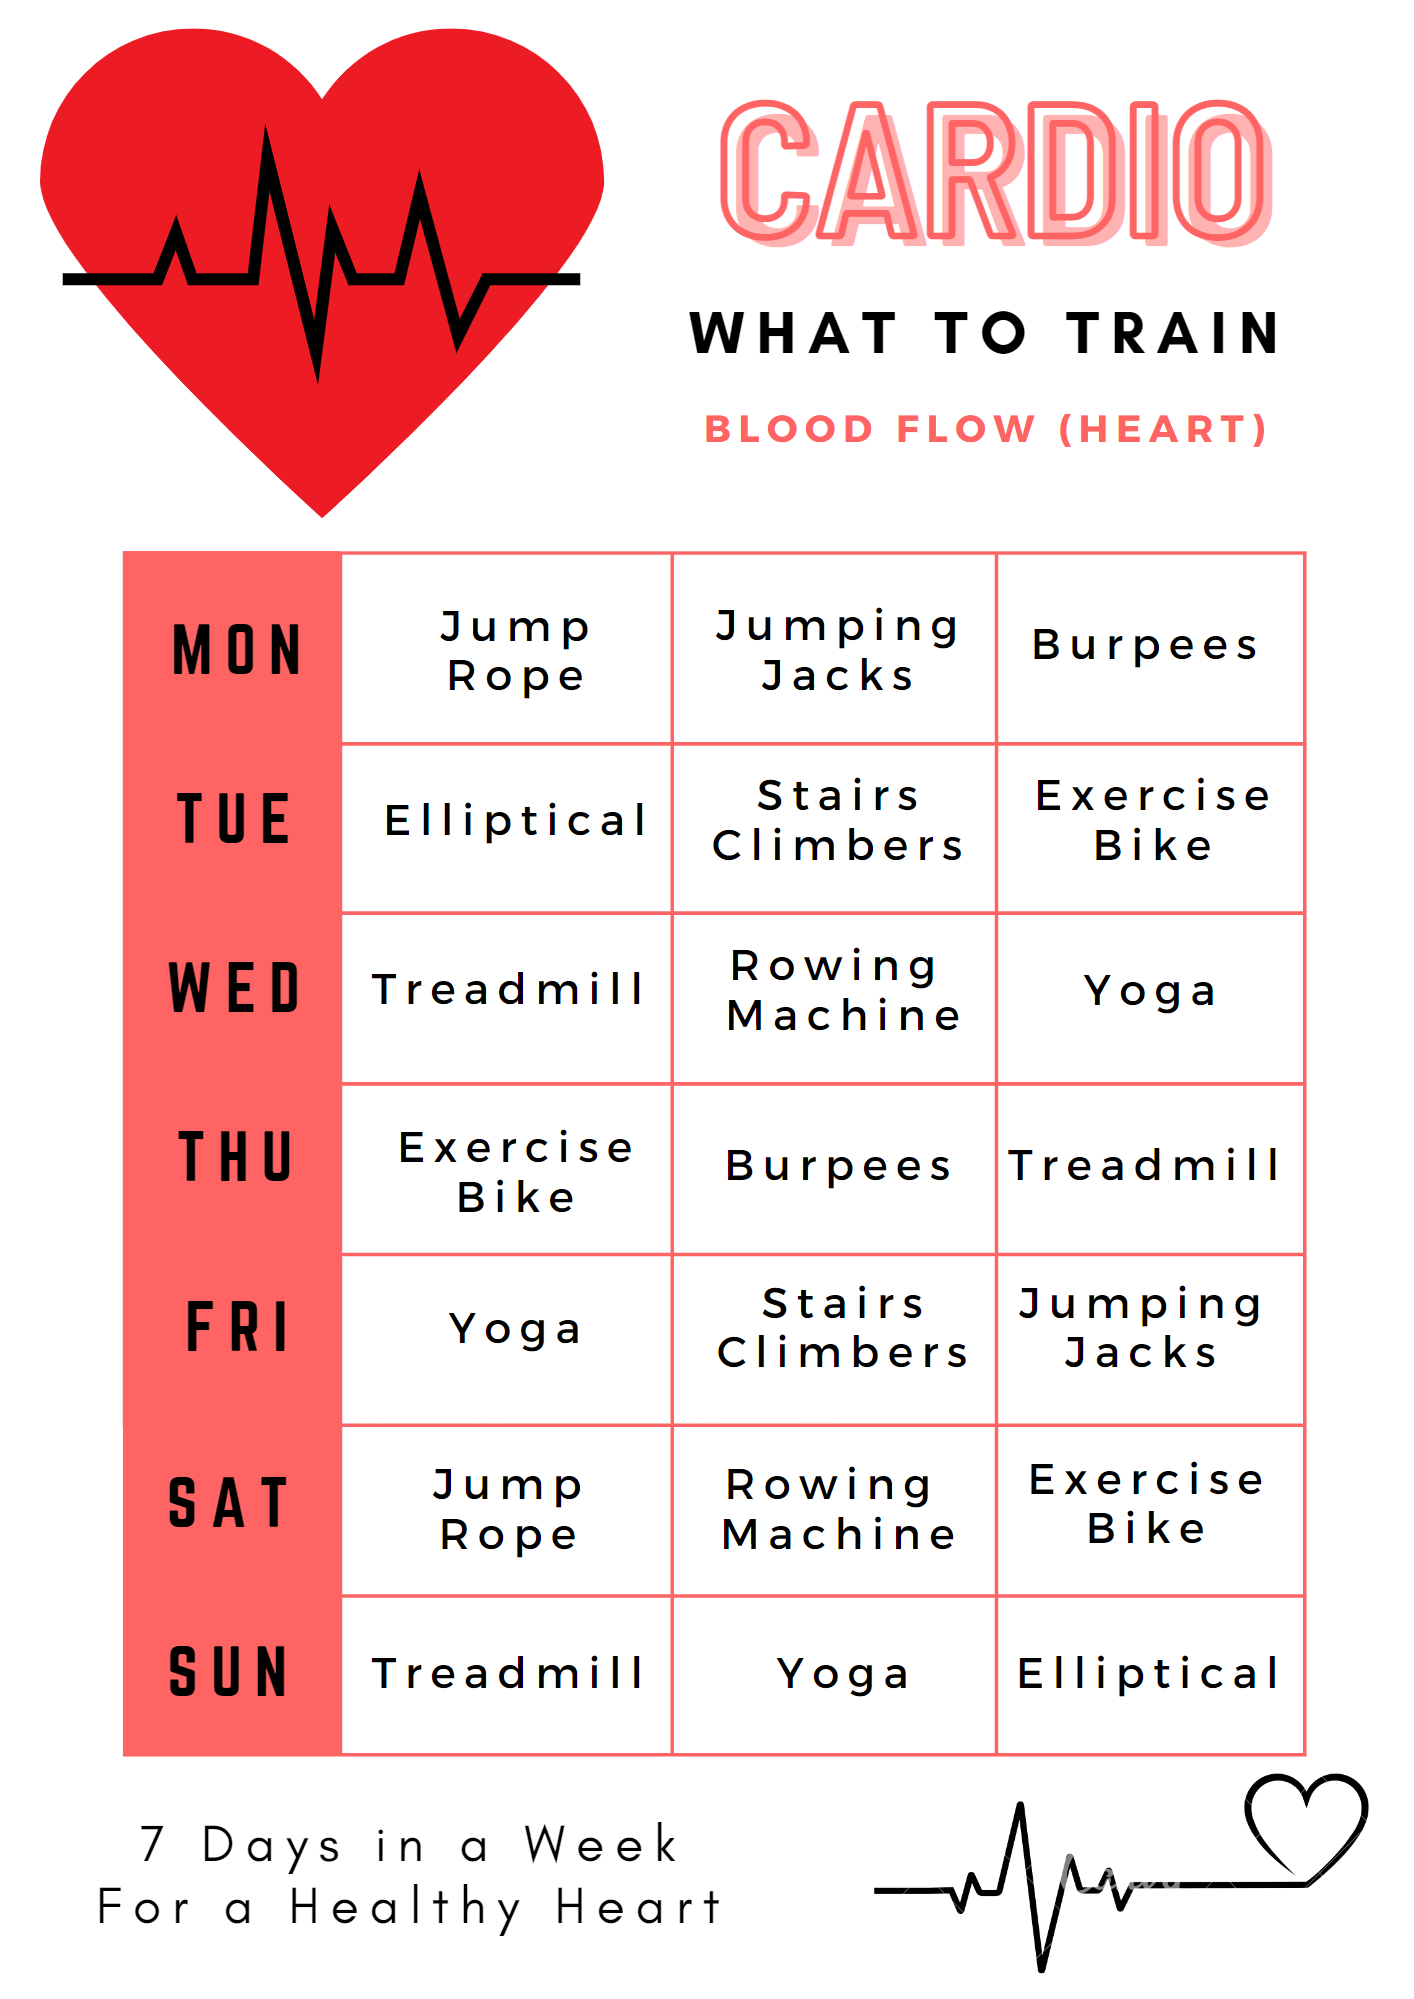 CARDIO
WHAT TO TRAIN
BLOOD FLOW (HEART)
MON
Jump
Rope
Jumping
Jacks
Burpees
TUE
Elliptical
Stairs
Climbers
Exercise
Bike
WED
Treadmill
Rowing
Machine
Yoga
THU
Exercise
Bike
Burpees
Treadmill
FRI
Yoga
Stairs
Climbers
Jumping
Jacks
SAT
Jump
Rope
Rowing
Machine
Exercise
Bike
SUN
Treadmill
Yoga
Elliptical
7 Days in a Week
For a Healthy Heart